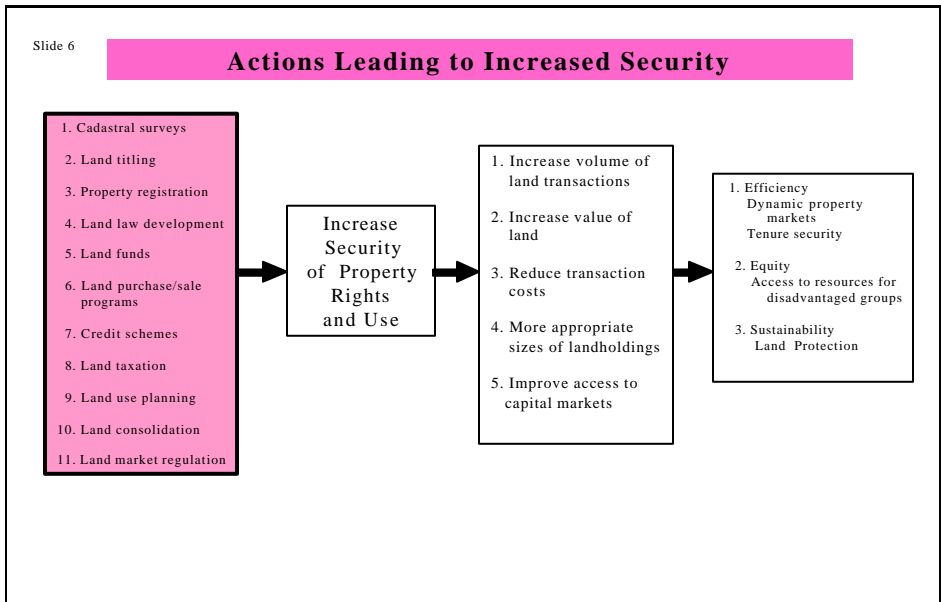 Slide 6
Actions Leading to Increased Security
1. Cadastral surveys
2. Land titling
3. Property registration
4. Land law development
5. Land funds
6. Land purchase/sale
programs
7. Credit schemes
8. Land taxation
9. Land use planning
10. Land consolidation
11. Land market regulation
Increase
Security
of Property
Rights
and Use
1. Increase volume of
land transactions
2. Increase value of
land
3. Reduce transaction
costs
4. More appropriate
sizes of landholdings
5. Improve access to
capital markets
1. Efficiency
Dynamic property
markets
Tenure security
2. Equity
Access to resources for
disadvantaged groups
3. Sustainability
Land Protection